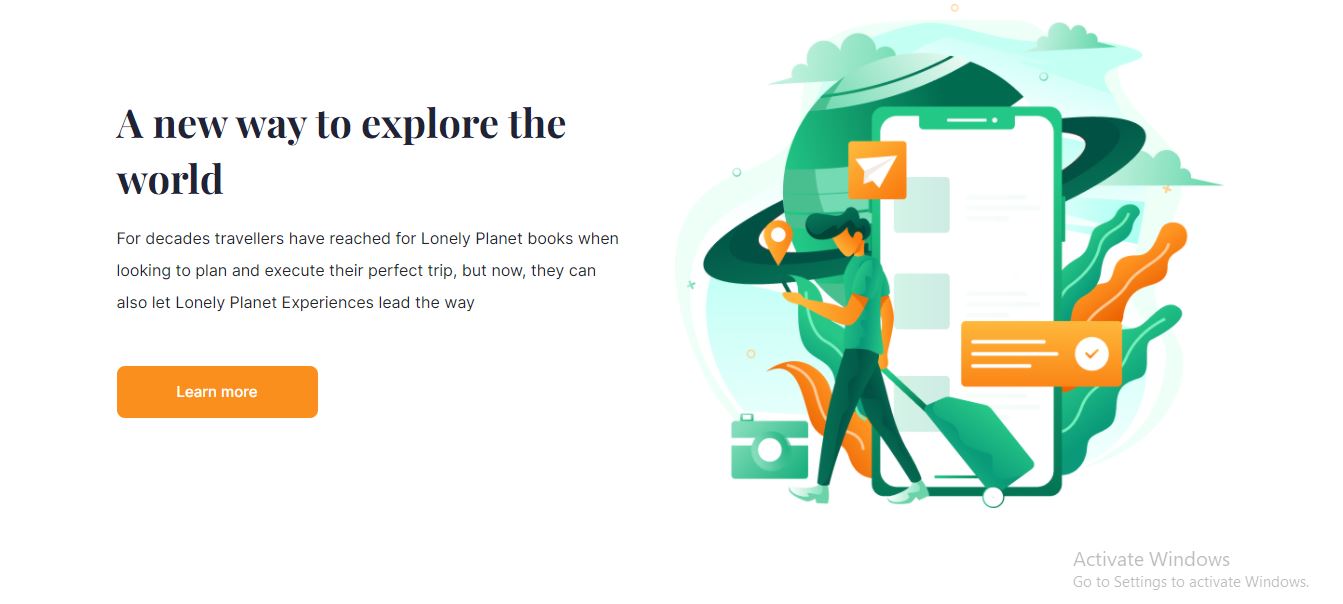 A new way to explore the
world
For decades travellers have reached for Lonely Planet books when
looking to plan and execute their perfect trip, but now, they can
also let Lonely Planet Experiences lead the way
Learn more
Activate Windows
Go to Settings to activate Windows.